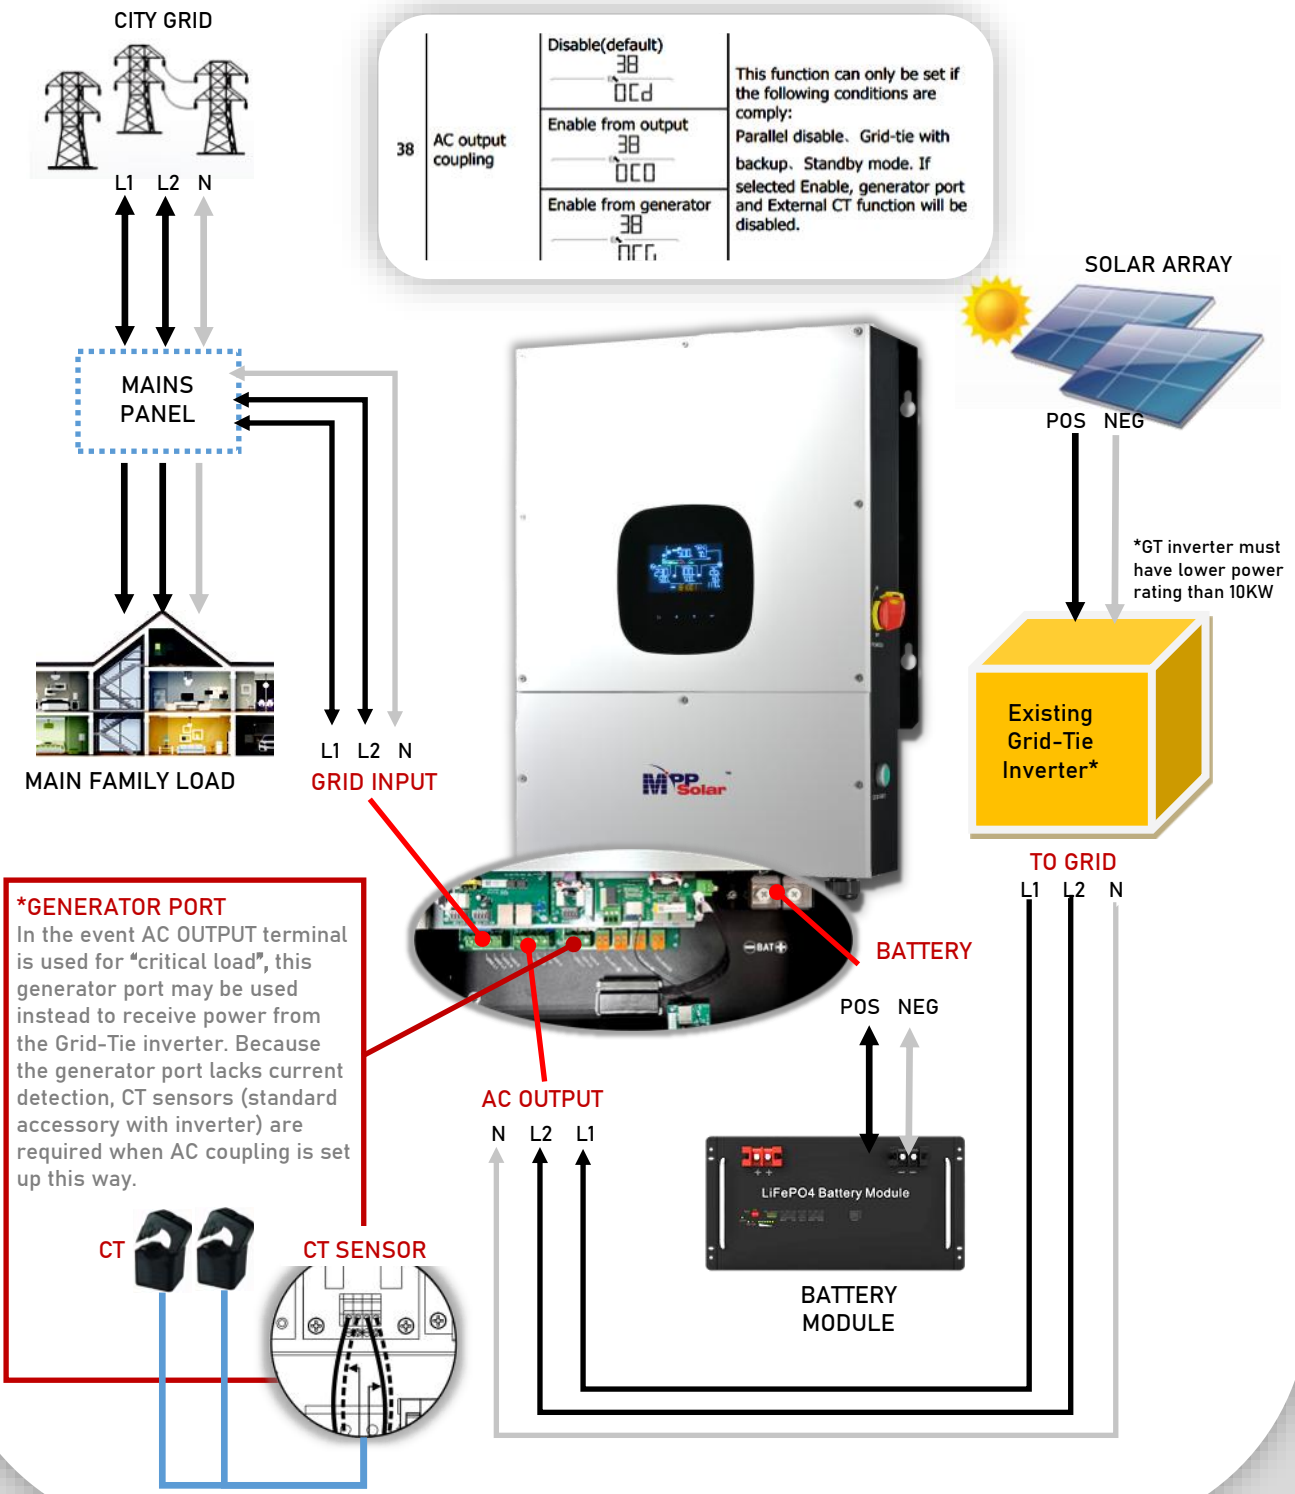 CITY GRID
L1 L2 N
38
AC output
coupling
Disable(default)
38
OCd
Enable from output
38
OCO
Enable from generator
38
OCG
This function can only be set if
the following conditions are
comply:
Parallel disable、Grid-tie with
backup、Standby mode. If
selected Enable, generator port
and External CT function will be
disabled.
SOLAR ARRAY
POS NEG
*GT inverter must
have lower power
rating than 10KW
MAINS
PANEL
MAIN FAMILY LOAD
L1 L2 N
GRID INPUT
MPP
Solar
Existing
Grid-Tie
Inverter*
TO GRID
L1 L2 N
*GENERATOR PORT
In the event AC OUTPUT terminal
is used for "critical load", this
generator port may be used
instead to receive power from
the Grid-Tie inverter. Because
the generator port lacks current
detection, CT sensors (standard
accessory with inverter) are
required when AC coupling is set
up this way.
BAT
BATTERY
POS NEG
AC OUTPUT
N L2 L1
LiFePO4 Battery Module
BATTERY
MODULE
CT
CT SENSOR